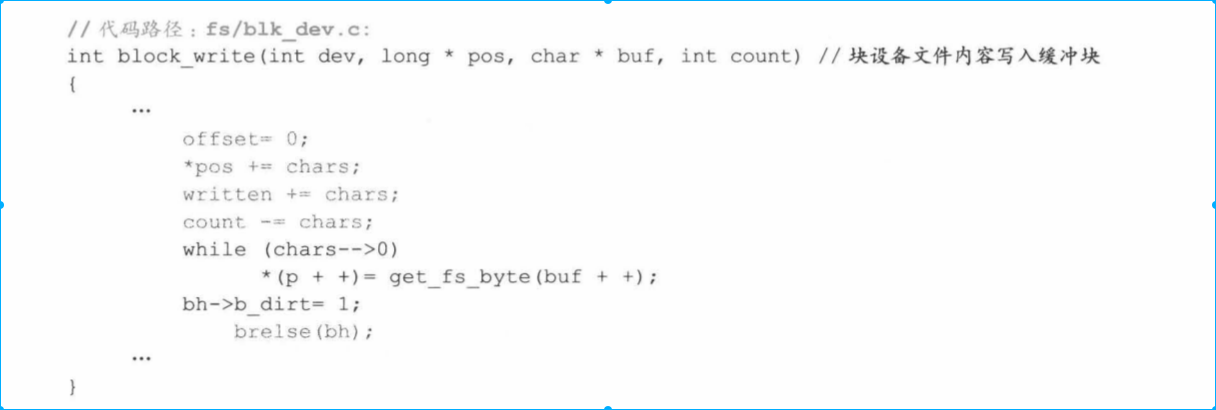 //代码路径：fs/blk_dev.c:
int block_write(int dev, long * pos, char * buf, int count) //块设备文件内容写入缓冲块
{
…
offset= 0;
*pos += chars;
written += chars;
count -= chars;
while (chars-->0)
*(p + +)= get_fs_byte(buf + +);
bh->b_dirt= 1;
brelse(bh);
…
}